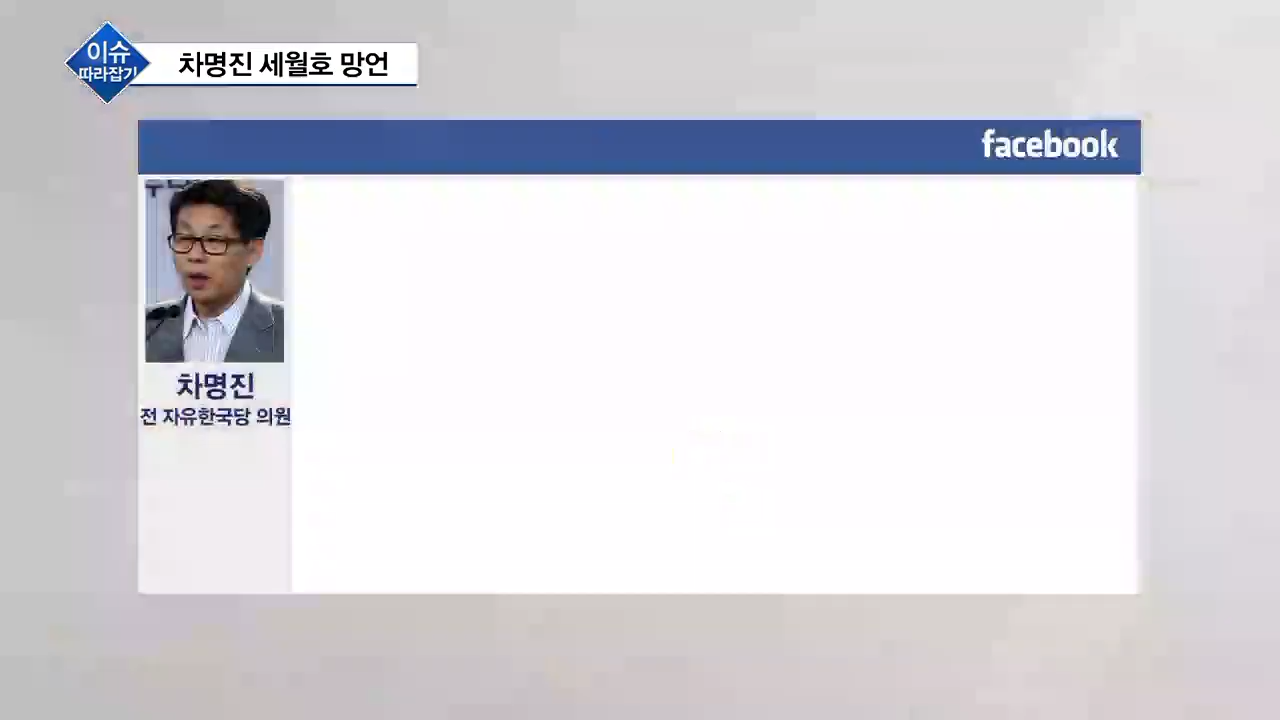 이슈
따라잡기
차명진 세월호 망언
facebook
차명진
전 자유한국당 의원